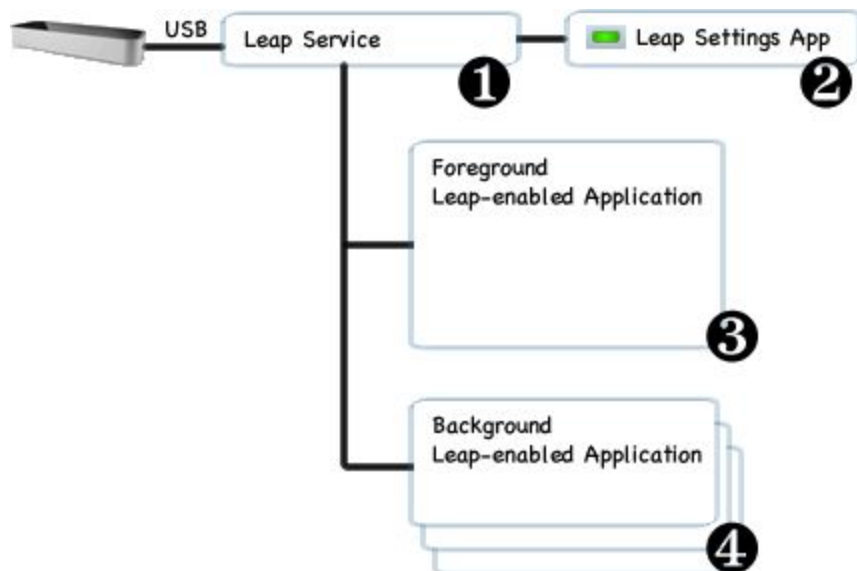 USB
Leap Service
1
Leap Settings App
2
Foreground
Leap-enabled Application
3
Background
Leap-enabled Application
4